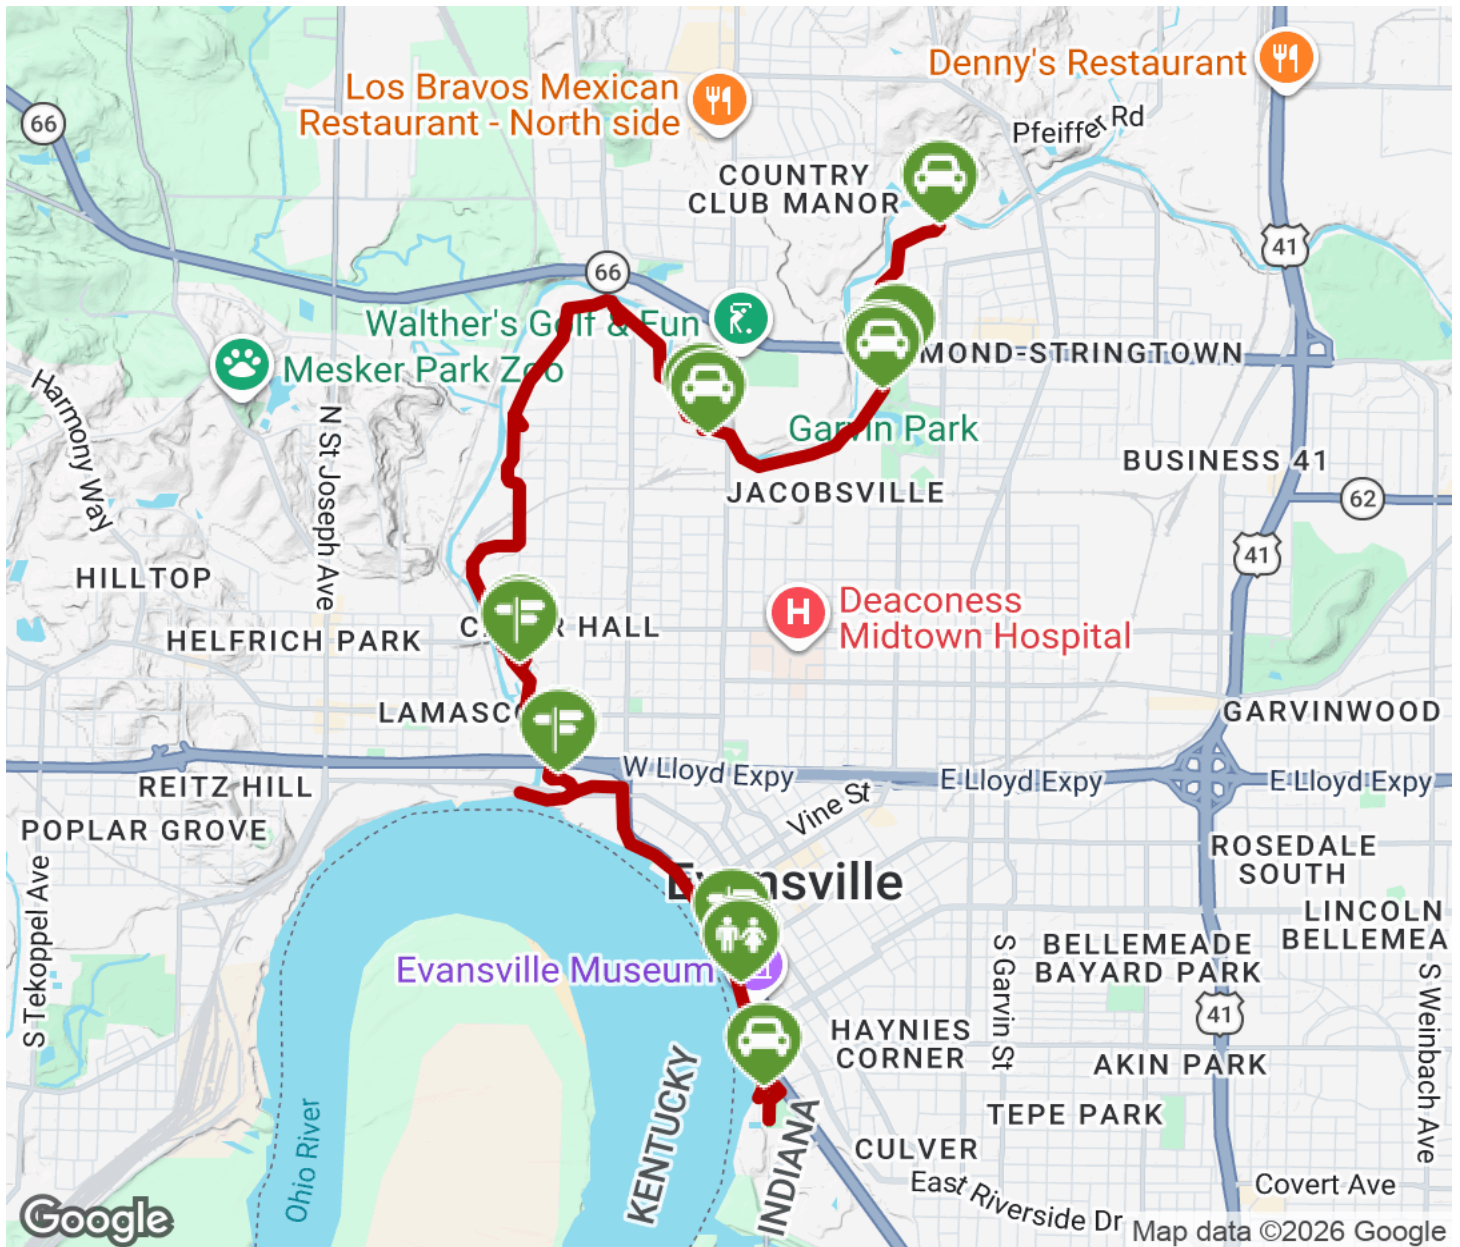 Denny's Restaurant
Los Bravos Mexican
Restaurant - North side
66
Pfeiffer Rd
COUNTRY
CLUB MANOR
41
66
Walther's Golf & Fun
Mesker Park Zoo
MOND-STRINGTOWN
Harmony Way
N St Joseph Ave
Garvin Park
BUSINESS 41
JACOBSVILLE
62
41
HILLTOP
Deaconess
Midtown Hospital
H
HELFRICH PARK
HALL
LAMASCO
GARVINWOOD
W Lloyd Expy
E Lloyd Expy
E Lloyd Expy
REITZ HILL
Vine St
POPLAR GROVE
ROSEDALE
SOUTH
Evansville
S Tekoppel Ave
LINCOLN
BELLEMEA
BELLEMEADE
BAYARD PARK
S Garvin St
S Weinbach Ave
Evansville Museum
41
HAYNIES
CORNER
AKIN PARK
KENTUCKY
INDIANA
TEPE PARK
CULVER
Ohio River
East Riverside Dr
Covert Ave
Google
Map data ©2026 Google